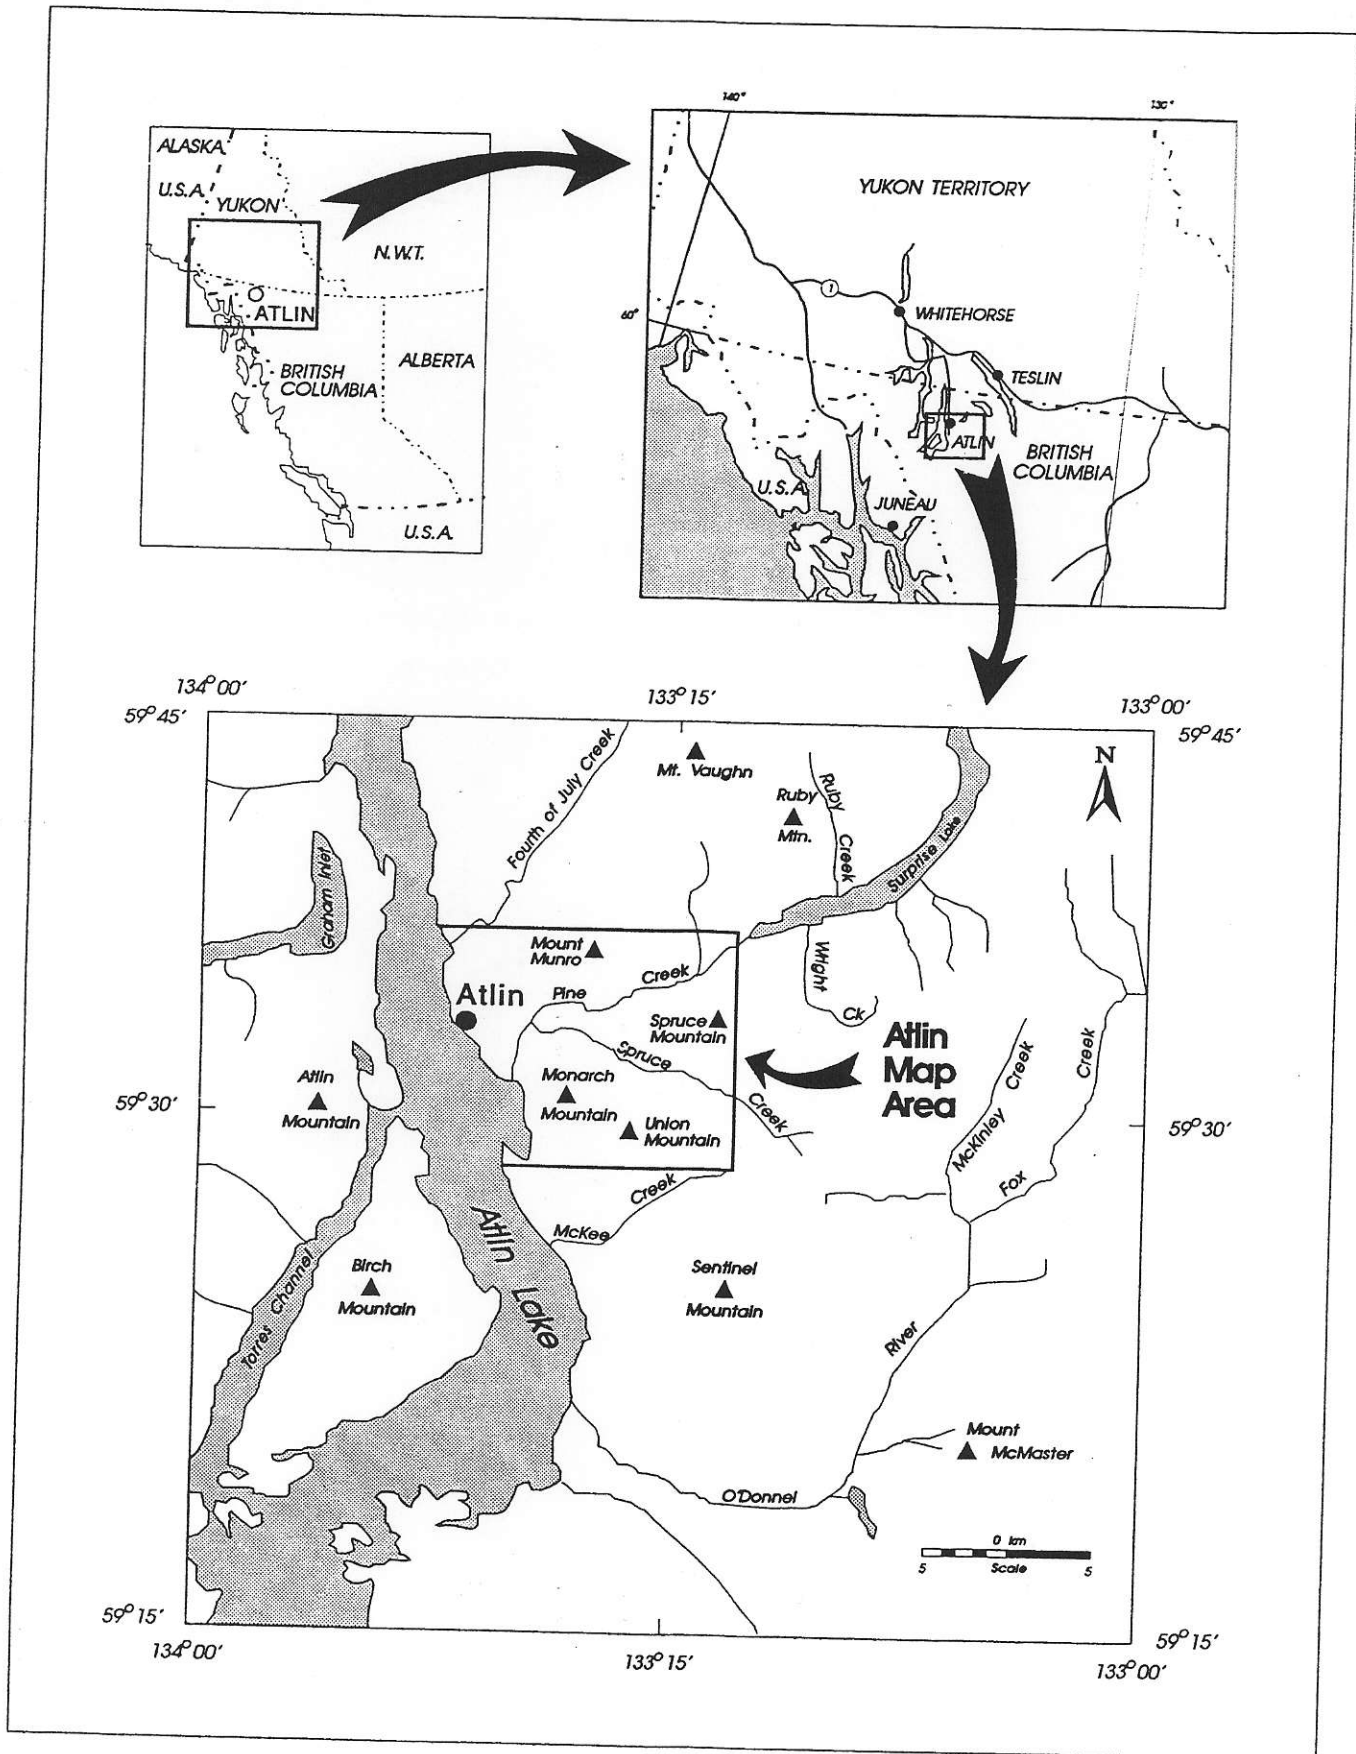 ALASKA
U.S.A.
YUKON
N.W.T.
ATLIN
BRITISH
COLUMBIA
ALBERTA
U.S.A.
140°
130°
YUKON TERRITORY
1
60°
WHITEHORSE
TESLIN
ATLIN
BRITISH
COLUMBIA
U.S.A.
JUNEAU
134° 00'
133° 15'
133° 00'
59° 45'
59° 45'
N
Fourth of July Creek
Mt. Vaughn
Ruby
Mtn.
Ruby
Creek
Surprise Lake
Graham Inlet
Mount
Munro
Pine
Creek
Wright
Ck
Atlin
Spruce
Mountain
Spruce
Creek
Atlin
Map
Area
Monarch
Mountain
Union
Mountain
Atlin
Mountain
McKinley Creek
Creek
Fox
59° 30'
59° 30'
McKee
Creek
Atlin Lake
Torres Channel
Birch
Mountain
Sentinel
Mountain
River
Mount
McMaster
O'Donnel
0 km
5
Scale
5
59° 15'
59° 15'
134° 00'
133° 15'
133° 00'